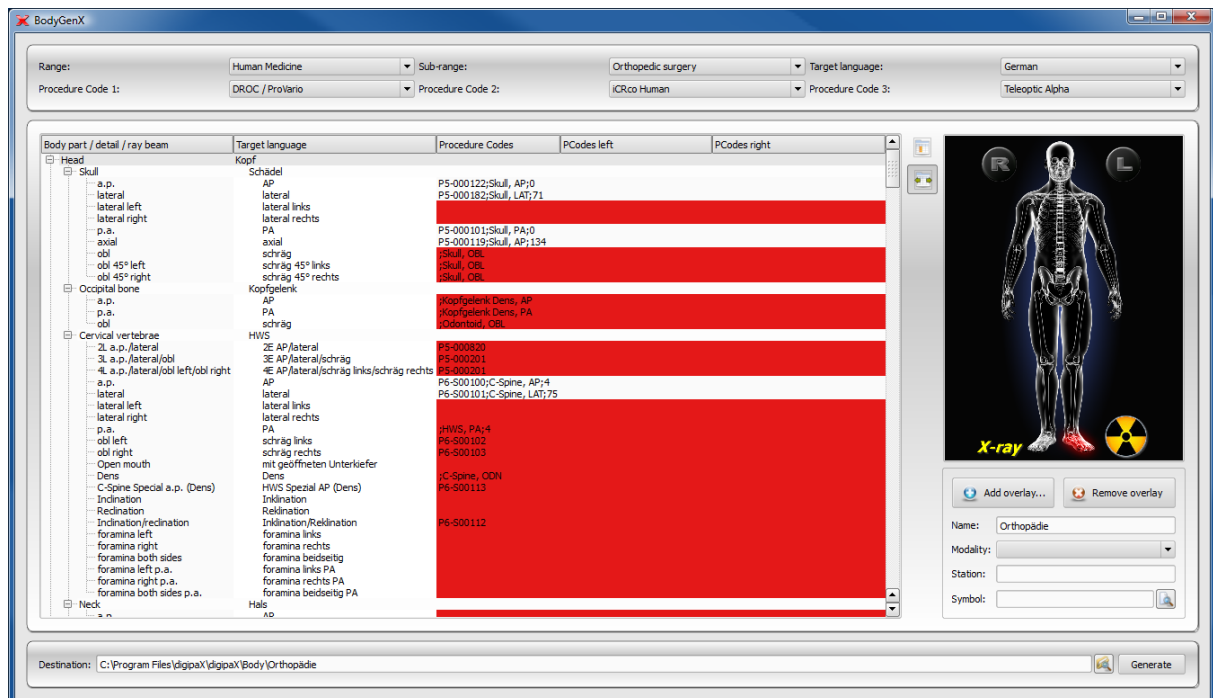 BodyGenX
Range: Human Medicine Sub-range: Orthopedic surgery Target language: German
Procedure Code 1: DROC / ProVario Procedure Code 2: iCRco Human Procedure Code 3: Teleoptic Alpha
Body part / detail / ray beam Target language Procedure Codes PCodes left PCodes right
Head Kopf
Skull Schädel
a.p. AP P5-000122;Skull, AP;0
lateral lateral P5-000182;Skull, LAT;71
lateral left lateral links
lateral right lateral rechts
p.a. PA P5-000101;Skull, PA;0
axial axial P5-000119;Skull, AP;134
obl schräg ;Skull, OBL
obl 45° left schräg 45° links ;Skull, OBL
obl 45° right schräg 45° rechts ;Skull, OBL
Occipital bone Kopfgelenk
a.p. AP ;Kopfgelenk Dens, AP
p.a. PA ;Kopfgelenk Dens, PA
obl schräg ;Odontoid, OBL
Cervical vertebrae HWS
2L a.p./lateral 2E AP/lateral P5-000820
3L a.p./lateral/obl 3E AP/lateral/schräg P5-000201
4L a.p./lateral/obl left/obl right 4E AP/lateral/schräg links/schräg rechts P5-000201
a.p. AP P6-S00100;C-Spine, AP;4
lateral lateral P6-S00101;C-Spine, LAT;75
lateral left lateral links
lateral right lateral rechts
p.a. PA ;HWS, PA;4
obl left schräg links P6-S00102
obl right schräg rechts P6-S00103
Open mouth mit geöffneten Unterkiefer
Dens Dens ;C-Spine, ODN
C-Spine Special a.p. (Dens) HWS Spezial AP (Dens) P6-S00113
Inclination Inklination
Reclination Reklination
Inclination/reclination Inklination/Reklination P6-S00112
foramina left foramina links
foramina right foramina rechts
foramina both sides foramina beidseitig
foramina left p.a. foramina links PA
foramina right p.a. foramina rechts PA
foramina both sides p.a. foramina beidseitig PA
Neck Hals
a.p. AP
R L
X-ray
Add overlay... Remove overlay
Name: Orthopädie
Modality:
Station:
Symbol:
Destination: C:\Program Files\digipaX\digipaX\Body\Orthopädie Generate